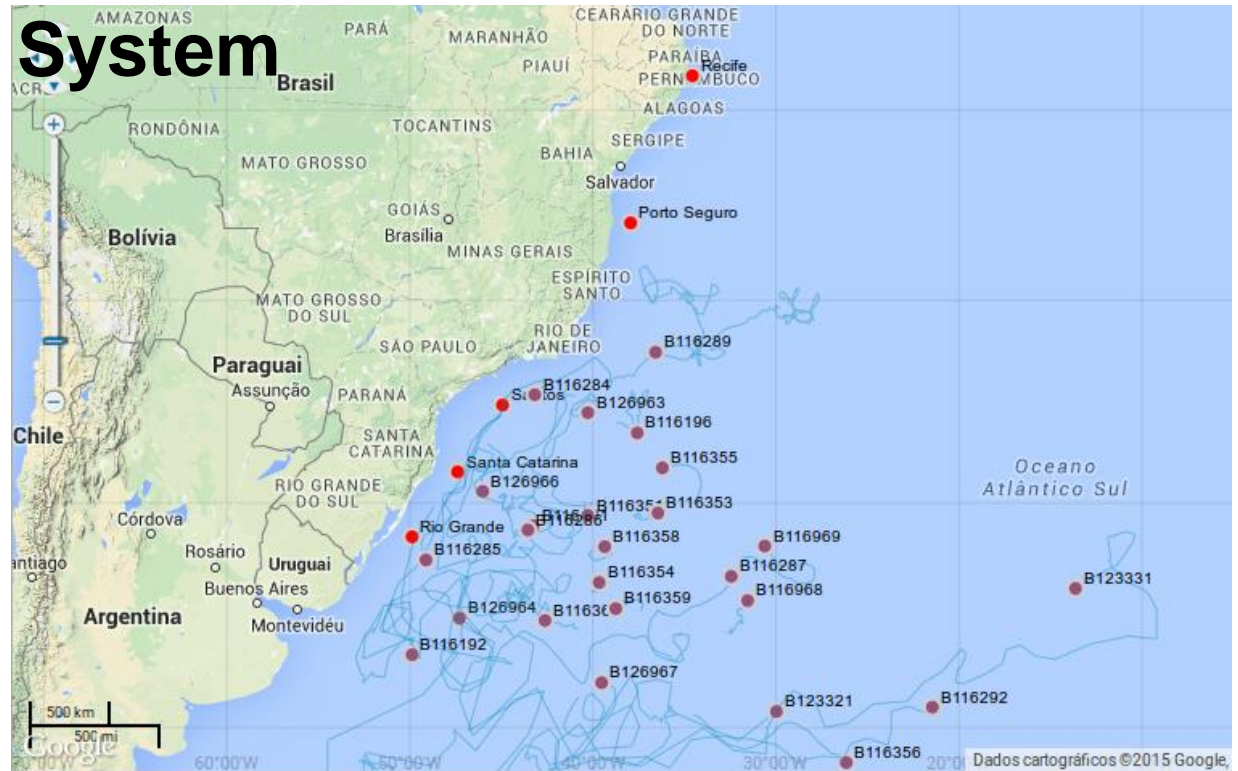 System
AMAZONAS
PARÁ
MARANHÃO
CEARÁ
RIO GRANDE
DO NORTE
PIAUÍ
PARAÍBA
Recife
PERNAMBUCO
Brasil
ALAGOAS
RONDÔNIA
TOCANTINS
SERGIPE
MATO GROSSO
BAHIA
Salvador
GOIÁS
Brasília
Porto Seguro
Bolívia
MINAS GERAIS
ESPÍRITO
SANTO
MATO GROSSO
DO SUL
RIO DE
JANEIRO
SÃO PAULO
B116289
Paraguai
Assunção
PARANÁ
B116284
Santos
B126963
B116196
Chile
SANTA
CATARINA
B116355
Santa Catarina
B126966
Oceano
Atlântico Sul
RIO GRANDE
DO SUL
B116353
Córdova
Rio Grande
B116286
B116358
B116969
Rosário
B116285
Uruguai
B116287
B116354
B123331
Buenos Aires
B116968
B116359
Argentina
Montevidéu
B126964
B116192
B126967
B123321
B116292
B116356
500 km
500 mi
Google
60°00'W
50°00'W
40°00'W
30°00'W
Dados cartográficos ©2015 Google,